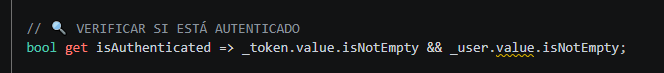 // 🔍 VERIFICAR SI ESTÁ AUTENTICADO
bool get isAuthenticated => _token.value.isNotEmpty && _user.value.isNotEmpty;